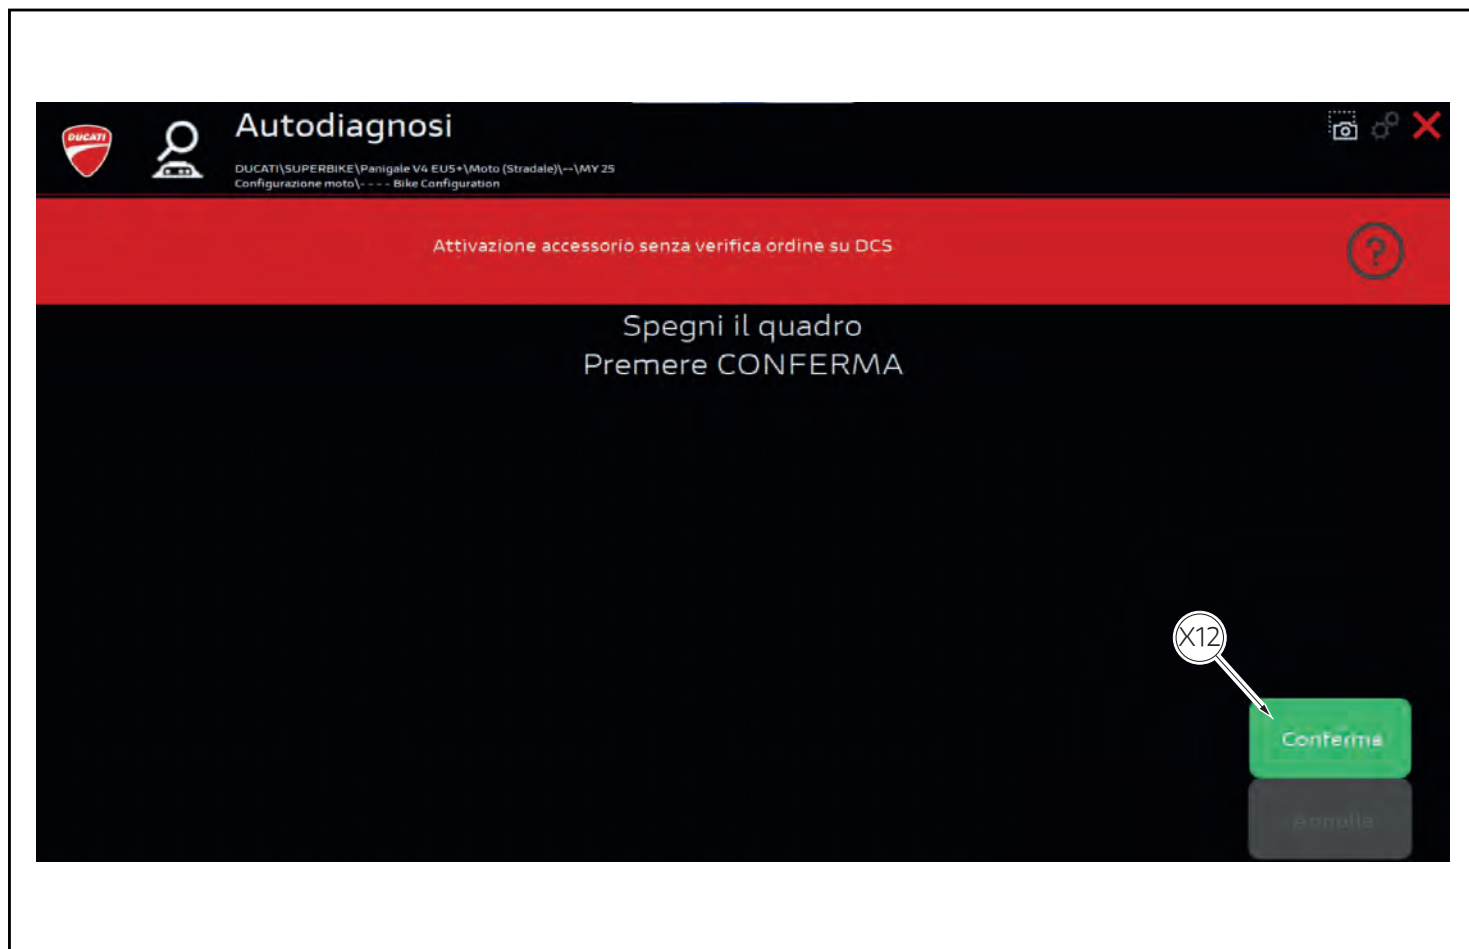 DUCATI
Autodiagnosi
DUCATI\SUPERBIKE\Panigale V4 EU5+\Moto (Stradale)\--\MY 25
Configurazione moto\- - - - Bike Configuration
Attivazione accessorio senza verifica ordine su DCS
?
Spegni il quadro
Premere CONFERMA
X12
Conferma
Annulla